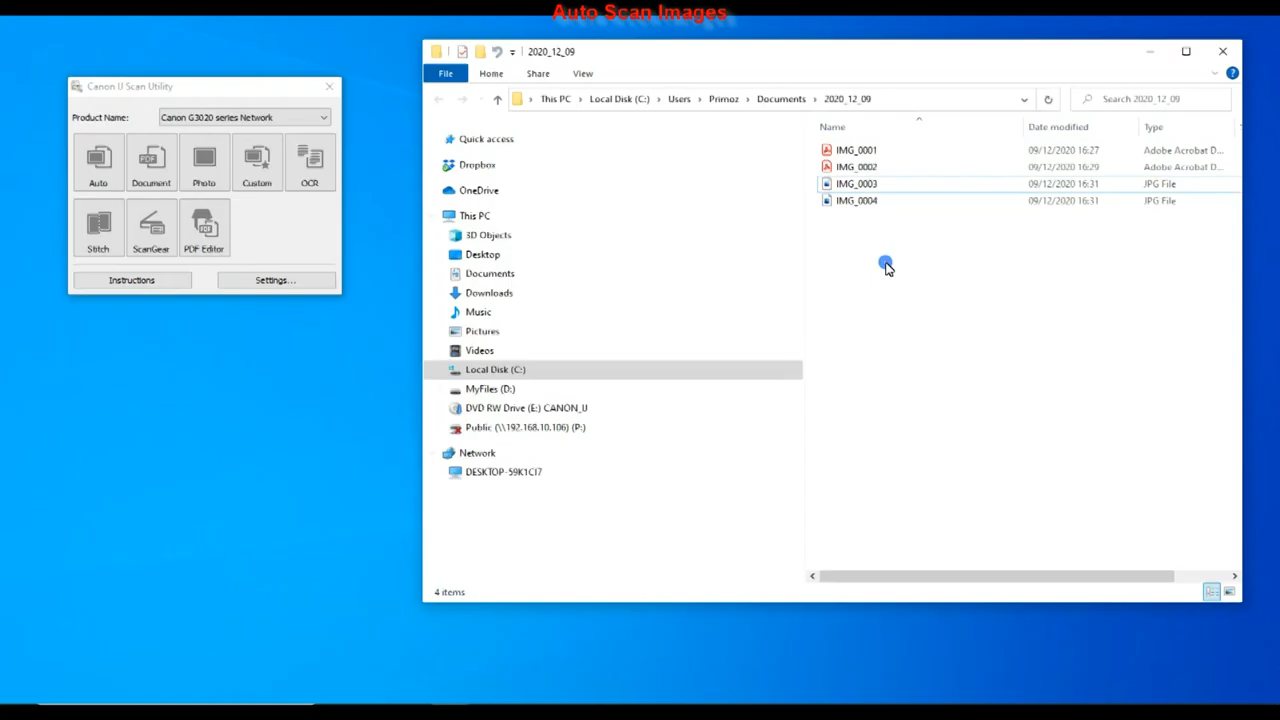 Auto Scan Images
Canon IJ Scan Utility
Product Name:
Canon G3020 series Network
Auto
PDF
Document
Photo
Custom
OCR
Stitch
ScanGear
PDF
PDF Editor
Instructions
Settings...
2020_12_09
File
Home
Share
View
This PC
Local Disk (C:)
Users
Primoz
Documents
2020_12_09
Search 2020_12_09
Quick access
Dropbox
OneDrive
This PC
3D Objects
Desktop
Documents
Downloads
Music
Pictures
Videos
Local Disk (C:)
MyFiles (D:)
DVD RW Drive (E:) CANON_IJ
Public (\\192.168.10.106) (P:)
Network
DESKTOP-59K1CI7
Name
Date modified
Type
IMG_0001
09/12/2020 16:27
Adobe Acrobat D...
IMG_0002
09/12/2020 16:29
Adobe Acrobat D...
IMG_0003
09/12/2020 16:31
JPG File
IMG_0004
09/12/2020 16:31
JPG File
4 items